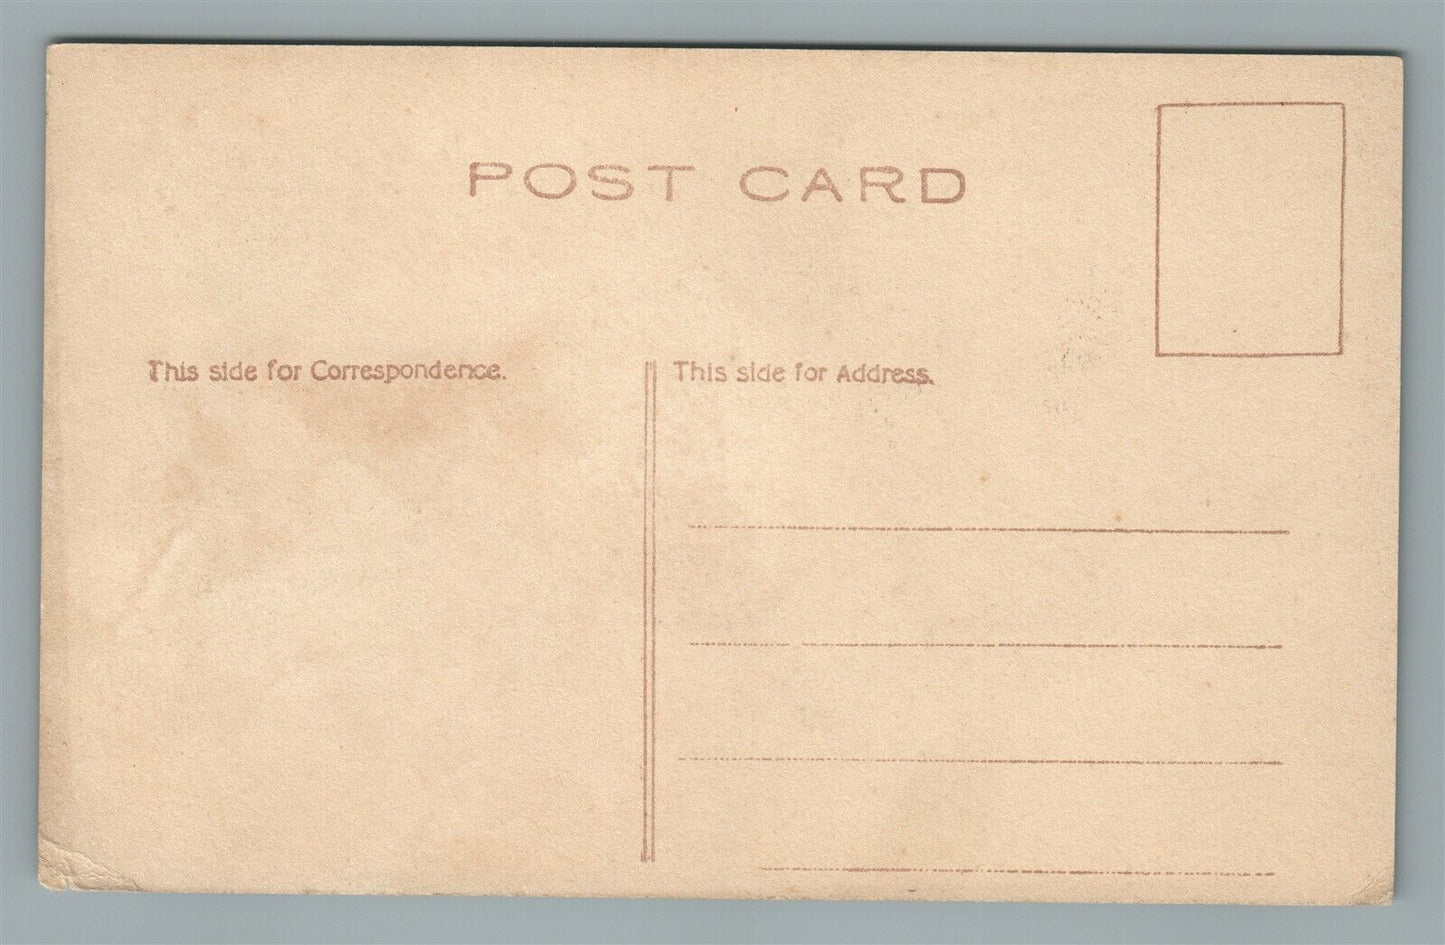 POST CARD
This side for Correspondence.
This side for Address.